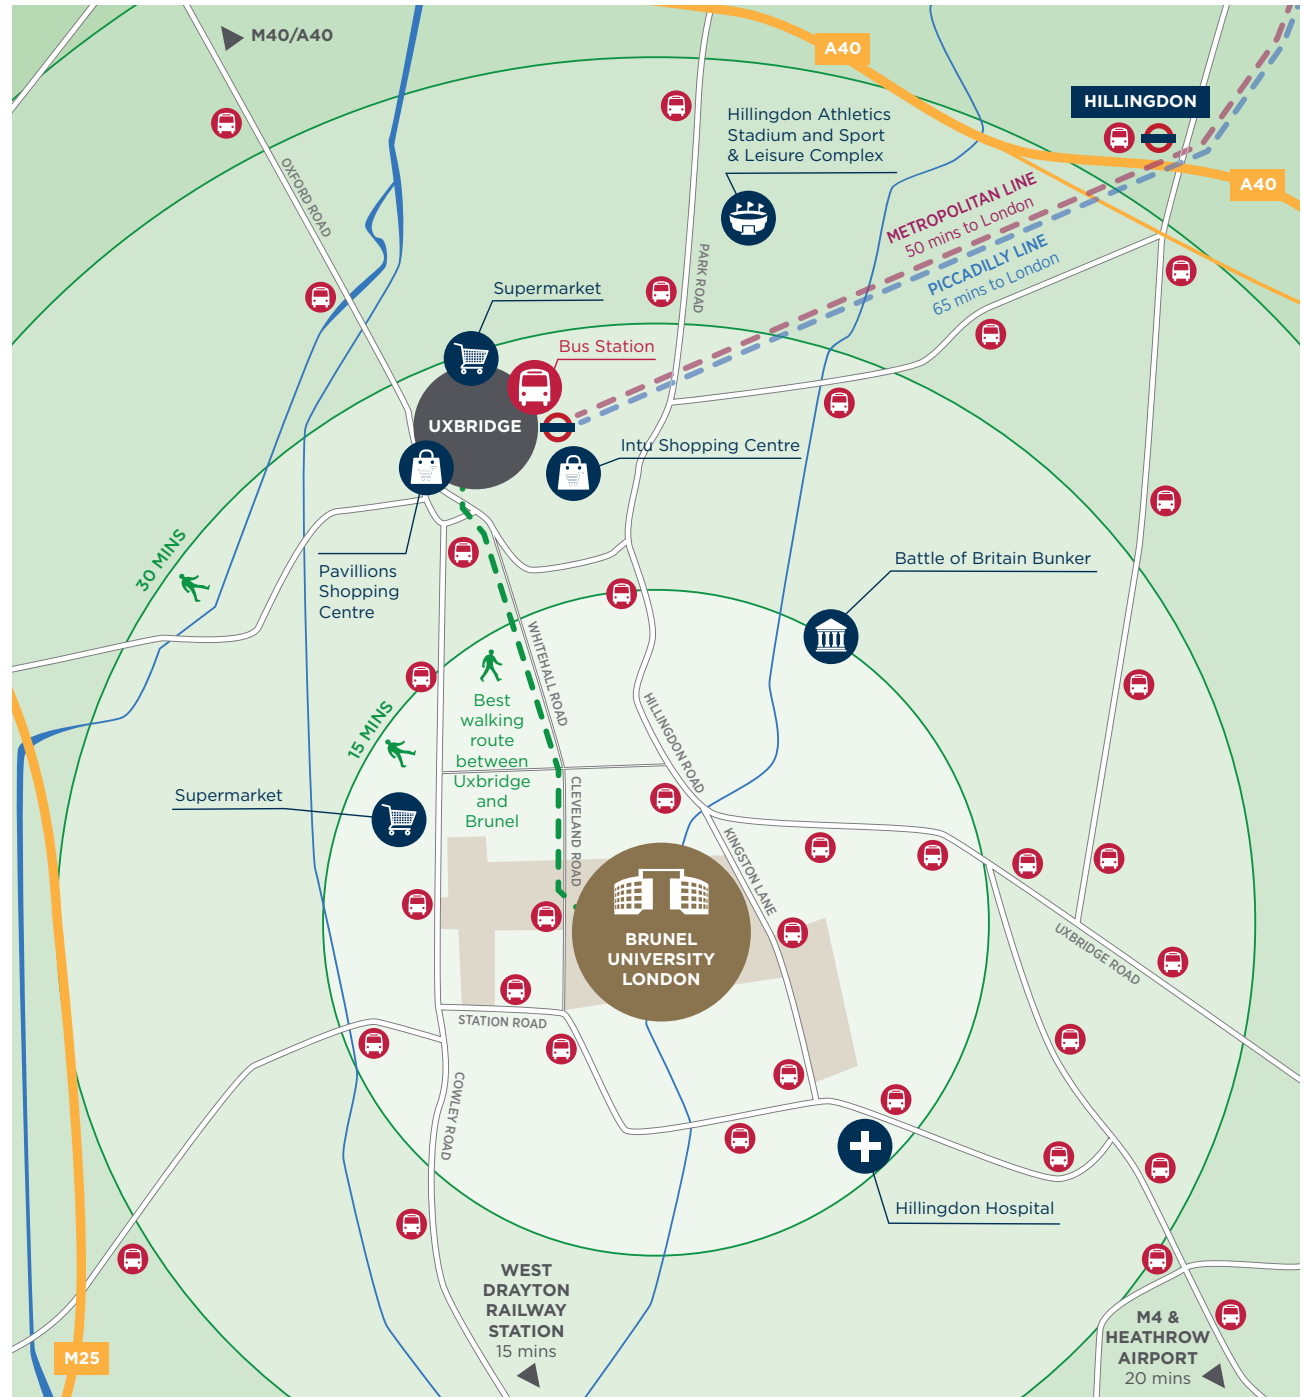 M40/A40
A40
HILLINGDON
Hillingdon Athletics
Stadium and Sport
& Leisure Complex
A40
OXFORD ROAD
METROPOLITAN LINE
50 mins to London
PARK ROAD
PICCADILLY LINE
65 mins to London
Supermarket
Bus Station
UXBRIDGE
Intu Shopping Centre
30 MINS
Pavillions
Shopping
Centre
Battle of Britain Bunker
WHITEHALL ROAD
15 MINS
Best
walking
route
between
Uxbridge
and
Brunel
HILLINGDON ROAD
Supermarket
CLEVELAND ROAD
KINGSTON LANE
BRUNEL
UNIVERSITY
LONDON
UXBRIDGE ROAD
STATION ROAD
COWLEY ROAD
Hillingdon Hospital
WEST
DRAYTON
RAILWAY
STATION
15 mins
M25
M4 &
HEATHROW
AIRPORT
20 mins